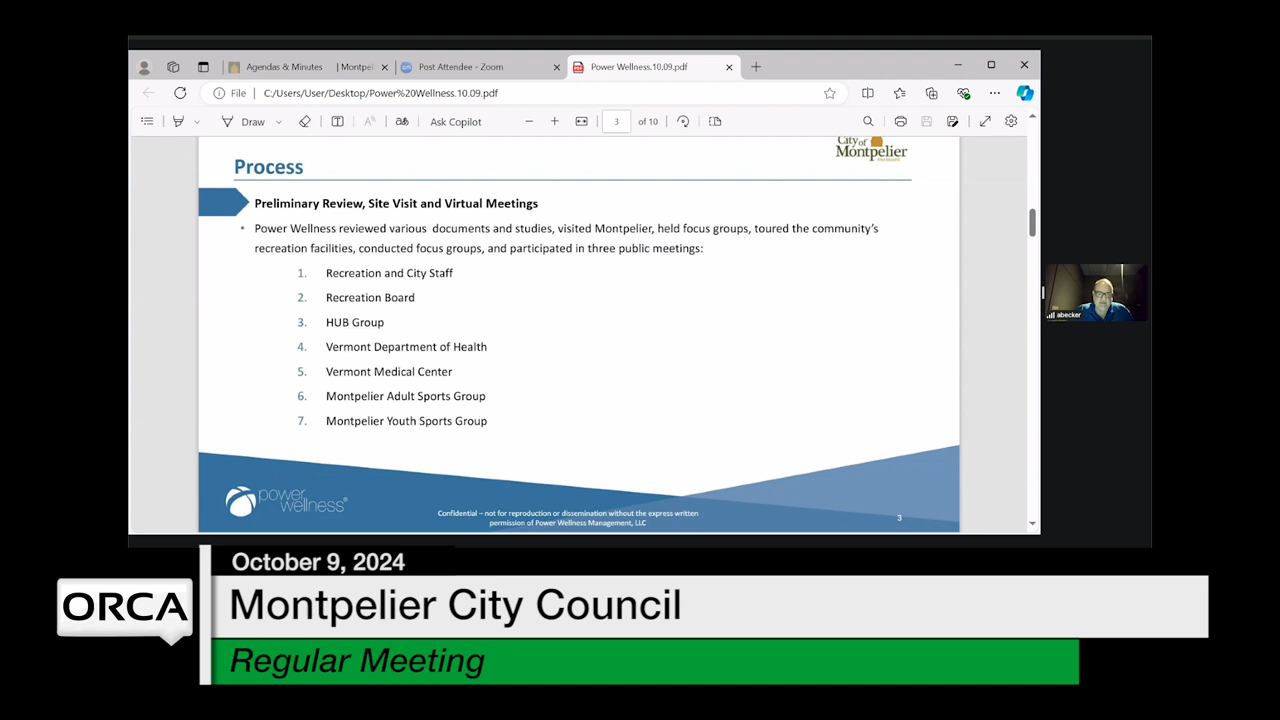 Agendas & Minutes | Montpel
Post Attendee - Zoom
Power Wellness.10.09.pdf
File C:/Users/User/Desktop/Power%20Wellness.10.09.pdf
Draw
Ask Copilot
3 of 10
City of
Montpelier
Process
Preliminary Review, Site Visit and Virtual Meetings
• Power Wellness reviewed various documents and studies, visited Montpelier, held focus groups, toured the community's
recreation facilities, conducted focus groups, and participated in three public meetings:
1. Recreation and City Staff
2. Recreation Board
3. HUB Group
4. Vermont Department of Health
5. Vermont Medical Center
6. Montpelier Adult Sports Group
7. Montpelier Youth Sports Group
abecker
power
wellness®
Confidential – not for reproduction or dissemination without the express written
permission of Power Wellness Management, LLC
3
October 9, 2024
ORCA
Montpelier City Council
Regular Meeting